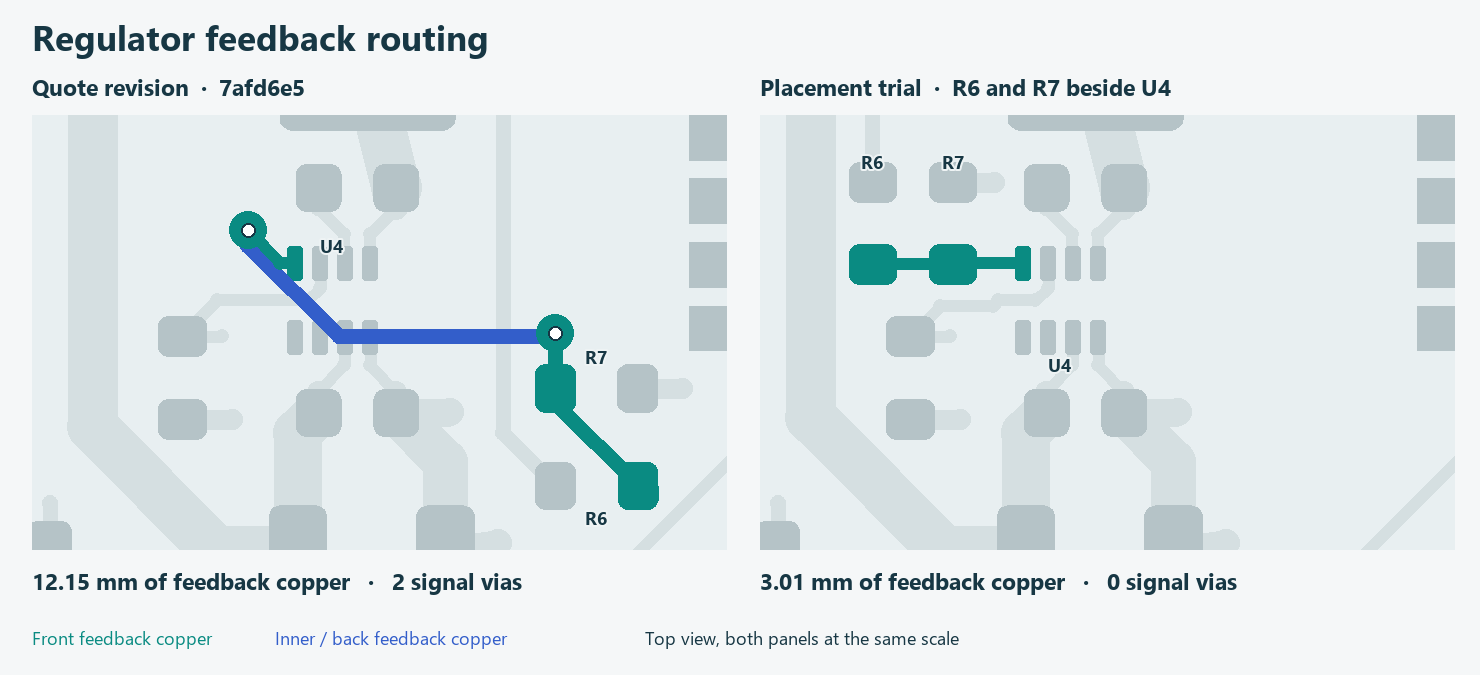 Regulator feedback routing
Quote revision · 7afd6e5
Placement trial · R6 and R7 beside U4
U4
R7
R6
R6
R7
U4
12.15 mm of feedback copper · 2 signal vias
3.01 mm of feedback copper · 0 signal vias
Front feedback copper
Inner / back feedback copper
Top view, both panels at the same scale